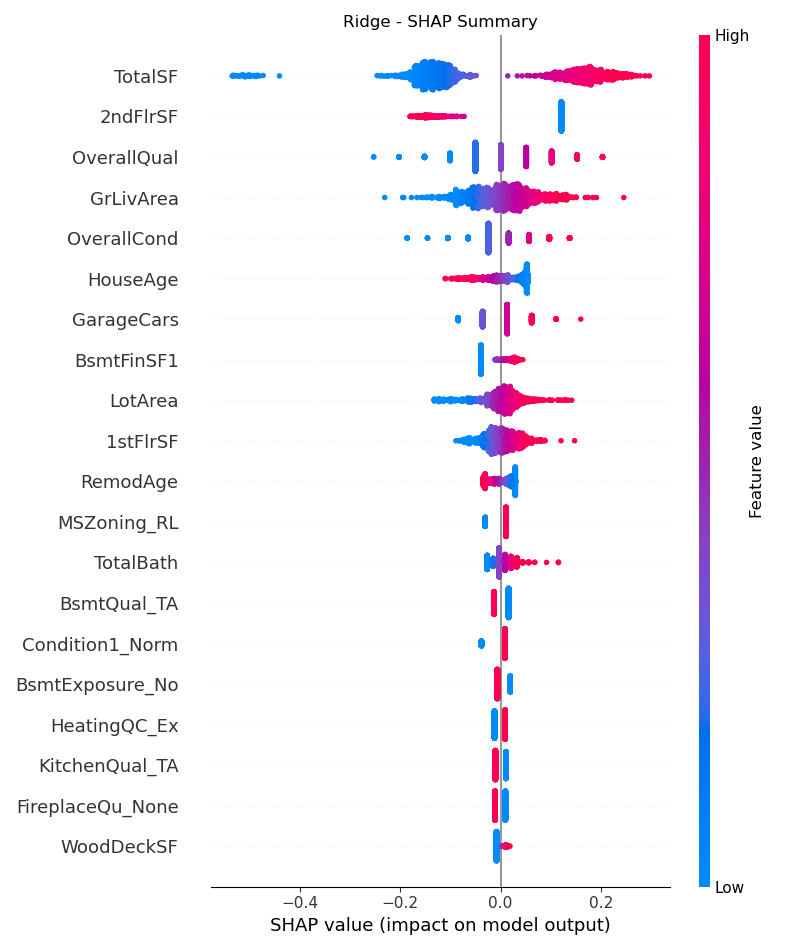 Ridge - SHAP Summary
High
TotalSF
2ndFlrSF
OverallQual
GrLivArea
OverallCond
HouseAge
GarageCars
BsmtFinSF1
LotArea
1stFlrSF
RemodAge
MSZoning_RL
TotalBath
BsmtQual_TA
Condition1_Norm
BsmtExposure_No
HeatingQC_Ex
KitchenQual_TA
FireplaceQu_None
WoodDeckSF
Feature value
Low
−0.4 −0.2 0.0 0.2
SHAP value (impact on model output)